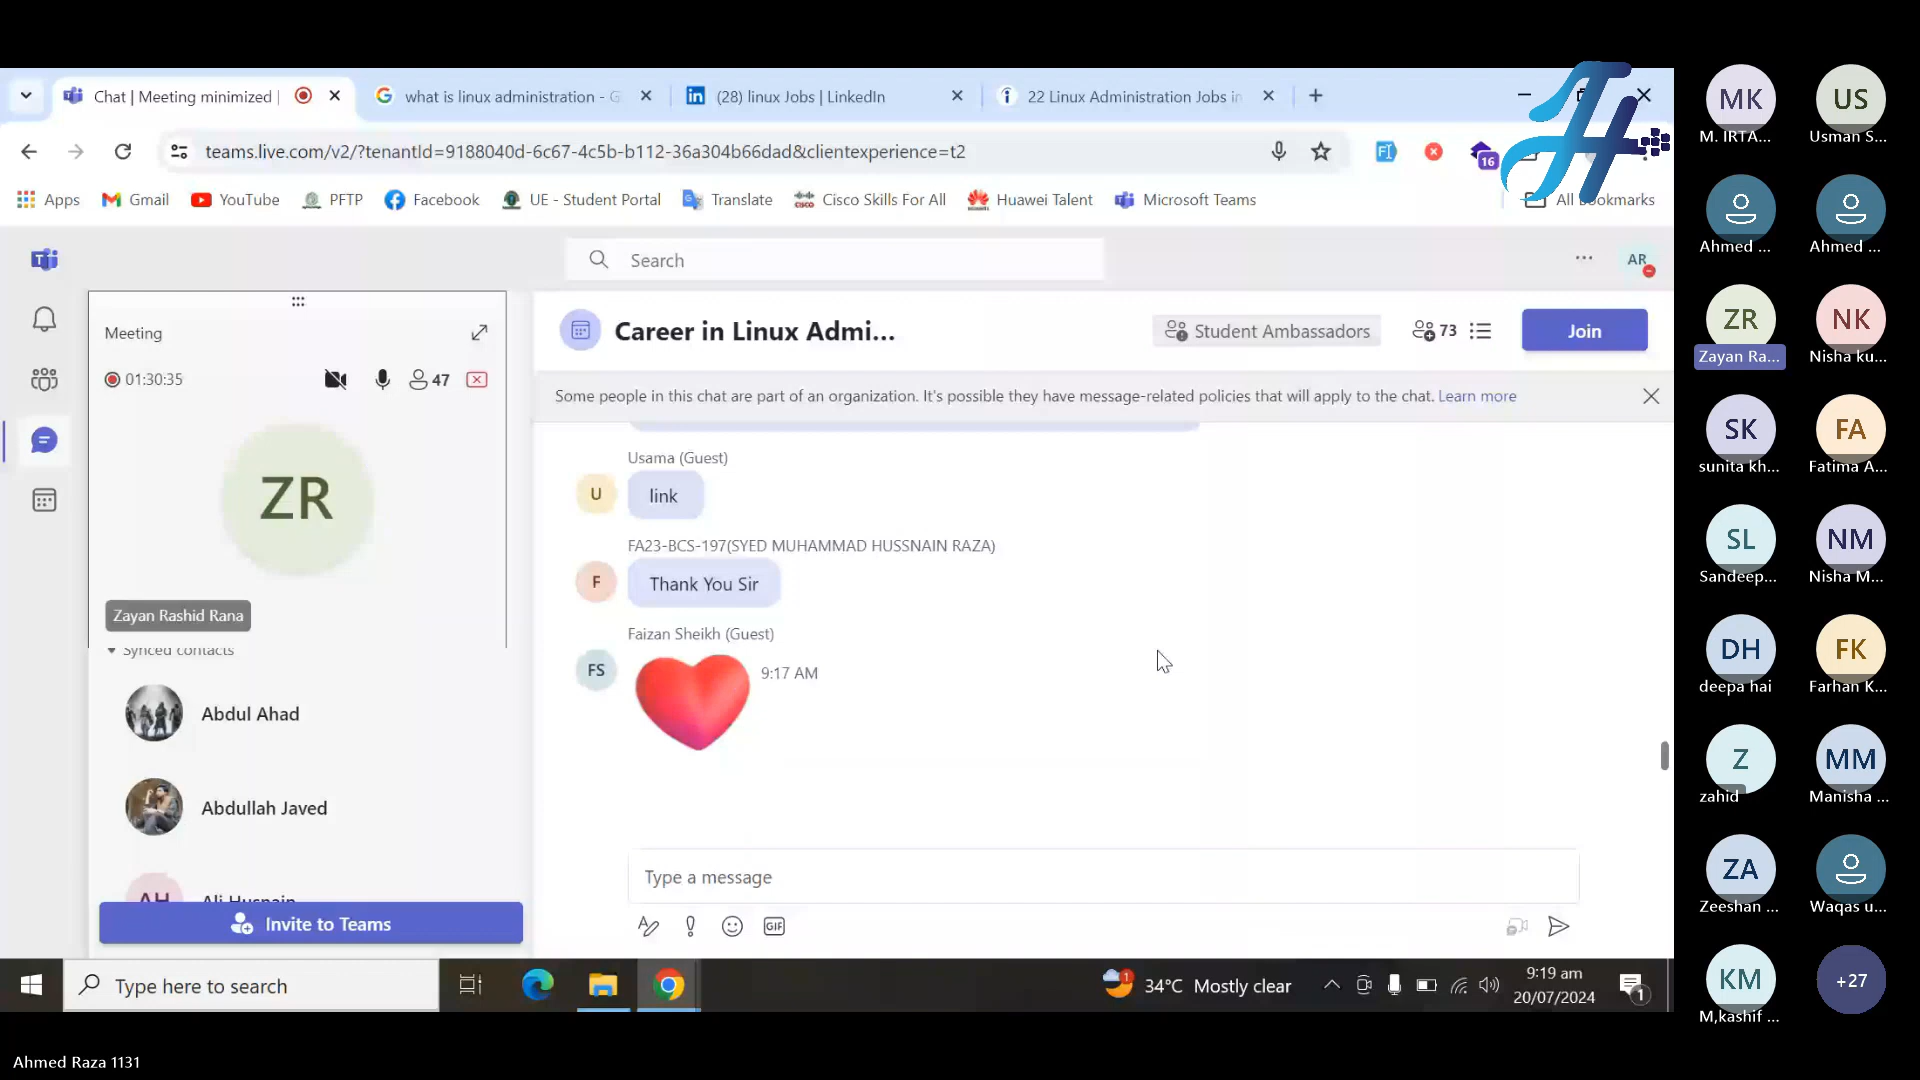 Chat | Meeting minimized |
what is linux administration - G
(28) linux Jobs | LinkedIn
22 Linux Administration Jobs in
teams.live.com/v2/?tenantId=9188040d-6c67-4c5b-b112-36a304b66dad&clientexperience=t2
16
Apps
Gmail
YouTube
PFTP
Facebook
UE - Student Portal
Translate
Cisco Skills For All
Huawei Talent
Microsoft Teams
All Bookmarks
Search
AR
Meeting
01:30:35
47
ZR
Zayan Rashid Rana
Synced contacts
Abdul Ahad
Abdullah Javed
AH
Ali Husnain
Invite to Teams
Career in Linux Admi...
Student Ambassadors
73
Join
Some people in this chat are part of an organization. It's possible they have message-related policies that will apply to the chat. Learn more
Usama (Guest)
U
link
FA23-BCS-197(SYED MUHAMMAD HUSSNAIN RAZA)
F
Thank You Sir
Faizan Sheikh (Guest)
FS
9:17 AM
Type a message
GIF
Type here to search
1
34°C Mostly clear
9:19 am
20/07/2024
1
MK
M. IRTA...
US
Usman S...
Ahmed ...
Ahmed ...
ZR
Zayan Ra...
NK
Nisha ku...
SK
sunita kh...
FA
Fatima A...
SL
Sandeep...
NM
Nisha M...
DH
deepa hai
FK
Farhan K...
Z
zahid
MM
Manisha ...
ZA
Zeeshan ...
Waqas u...
KM
M,kashif ...
+27
Ahmed Raza 1131